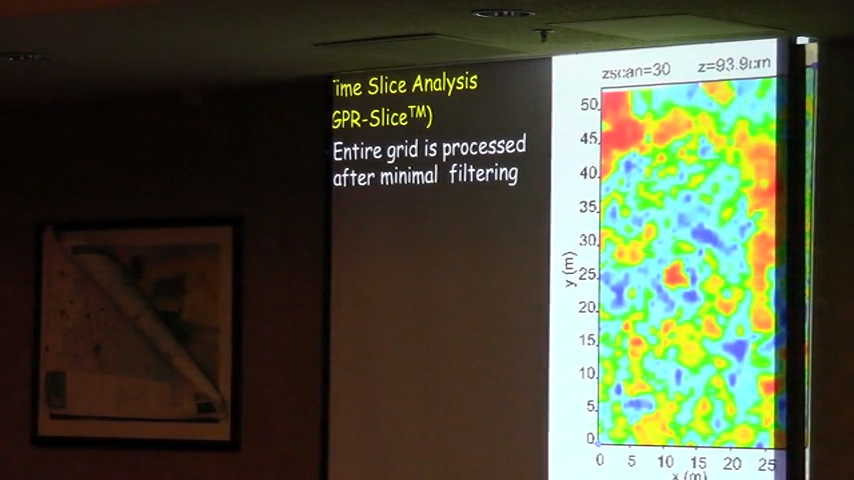 ime Slice Analysis
GPR-Slice™)
Entire grid is processed
after minimal filtering
zscan=30 z=93.9cm
50
45
40
35
30
25
20
15
10
5
0
y (m)
0 5 10 15 20 25
x (m)